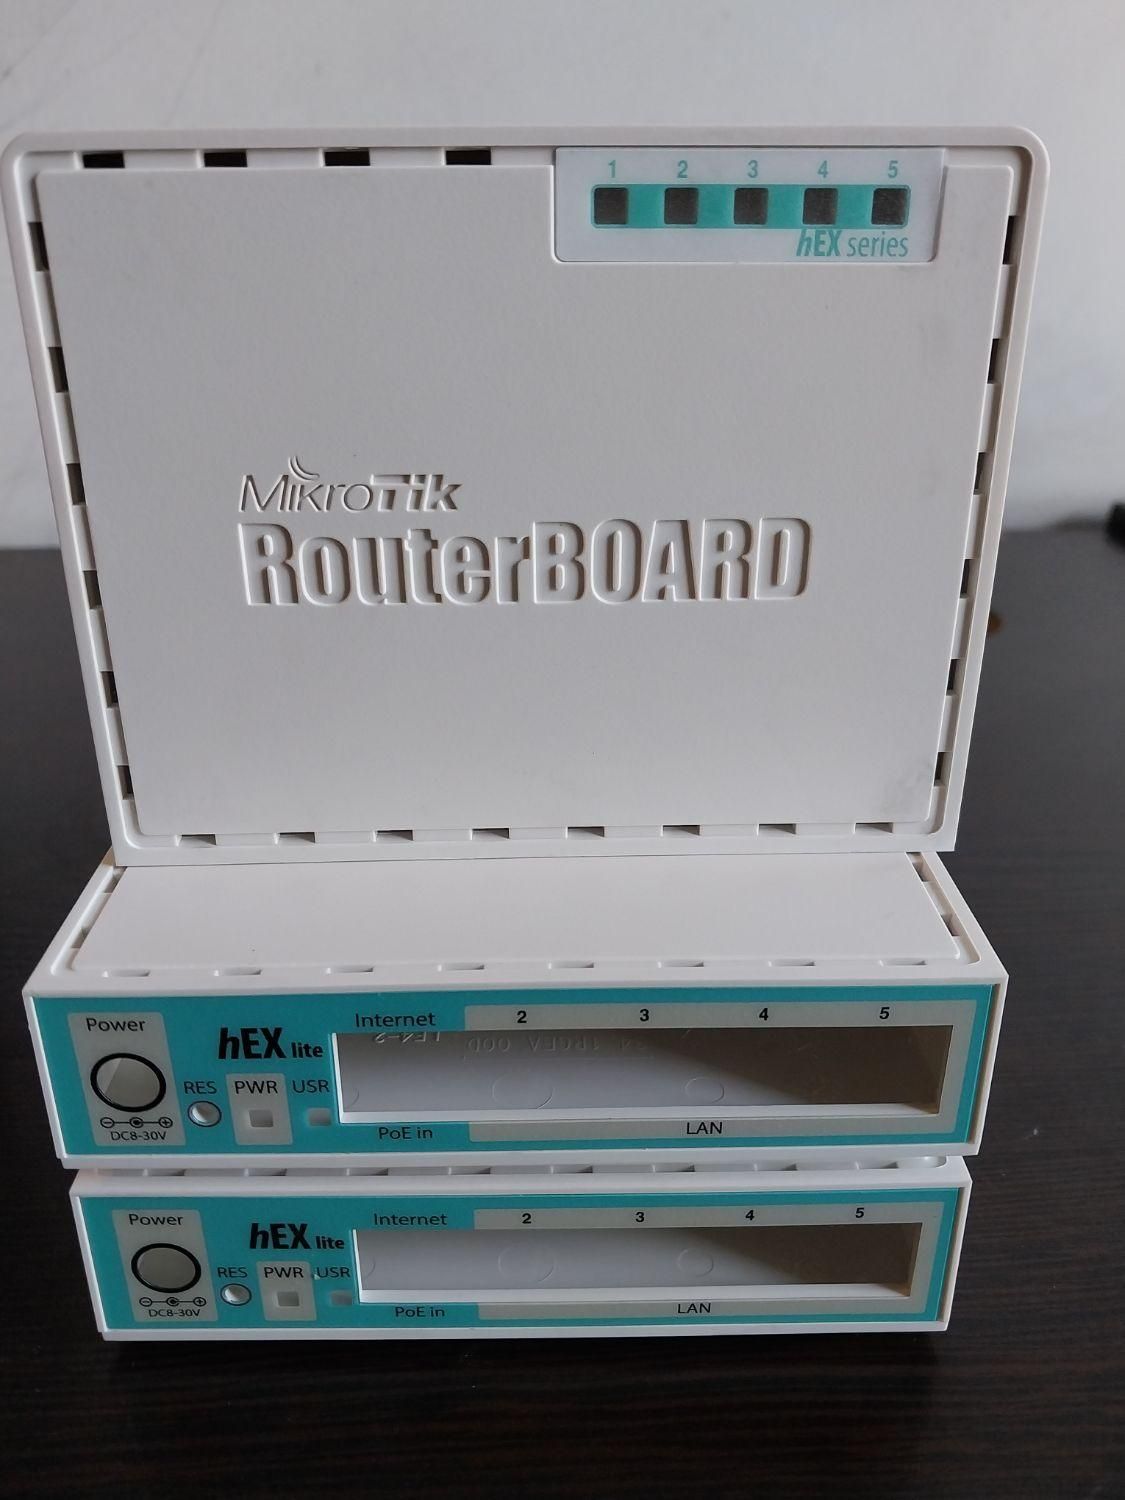 1 2 3 4 5
hEX series
MikroTik
RouterBOARD
Power
hEX lite
Internet 2 3 4 5
RES PWR USR
DC8-30V
PoE in LAN
Power
hEX lite
Internet 2 3 4 5
RES PWR USR
DC8-30V
PoE in LAN